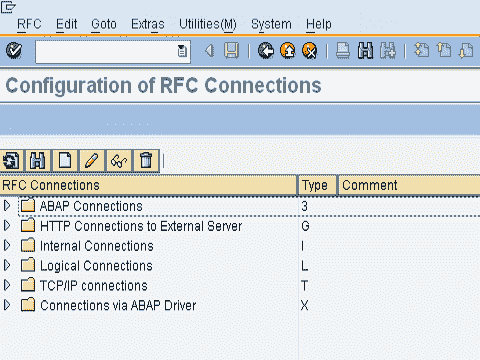 RFC Edit Goto Extras Utilities(M) System Help
Configuration of RFC Connections
RFC Connections Type Comment
ABAP Connections 3
HTTP Connections to External Server G
Internal Connections I
Logical Connections L
TCP/IP connections T
Connections via ABAP Driver X